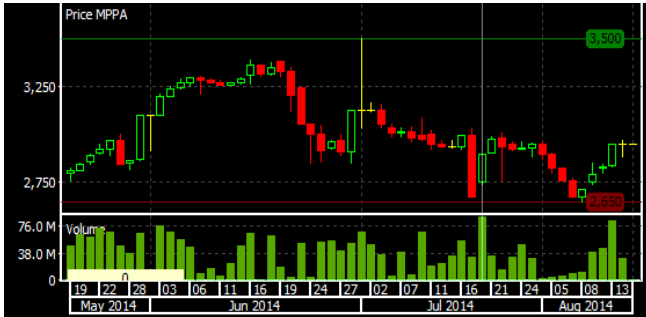 Price MPPA
3,500
3,250
2,750
2,650
76.0 M
Volume
38.0 M
0
0
19 22 28 03 06 11 16 19 24 27 02 07 11 16 21 24 05 08 13
May 2014 Jun 2014 Jul 2014 Aug 2014